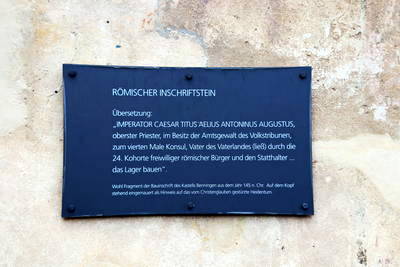 RÖMISCHER INSCHRIFTSTEIN
Übersetzung:
„IMPERATOR CAESAR TITUS AELIUS ANTONINUS AUGUSTUS,
oberster Priester, im Besitz der Amtsgewalt des Volkstribunen,
zum vierten Male Konsul, Vater des Vaterlandes (ließ) durch die
24. Kohorte freiwilliger römischer Bürger und den Statthalter ...
das Lager bauen“.
Wohl Fragment der Bauinschrift des Kastells Benningen aus dem Jahr 145 n. Chr. Auf dem Kopf
stehend eingemauert als Hinweis auf das vom Christenglauben gestürzte Heidentum